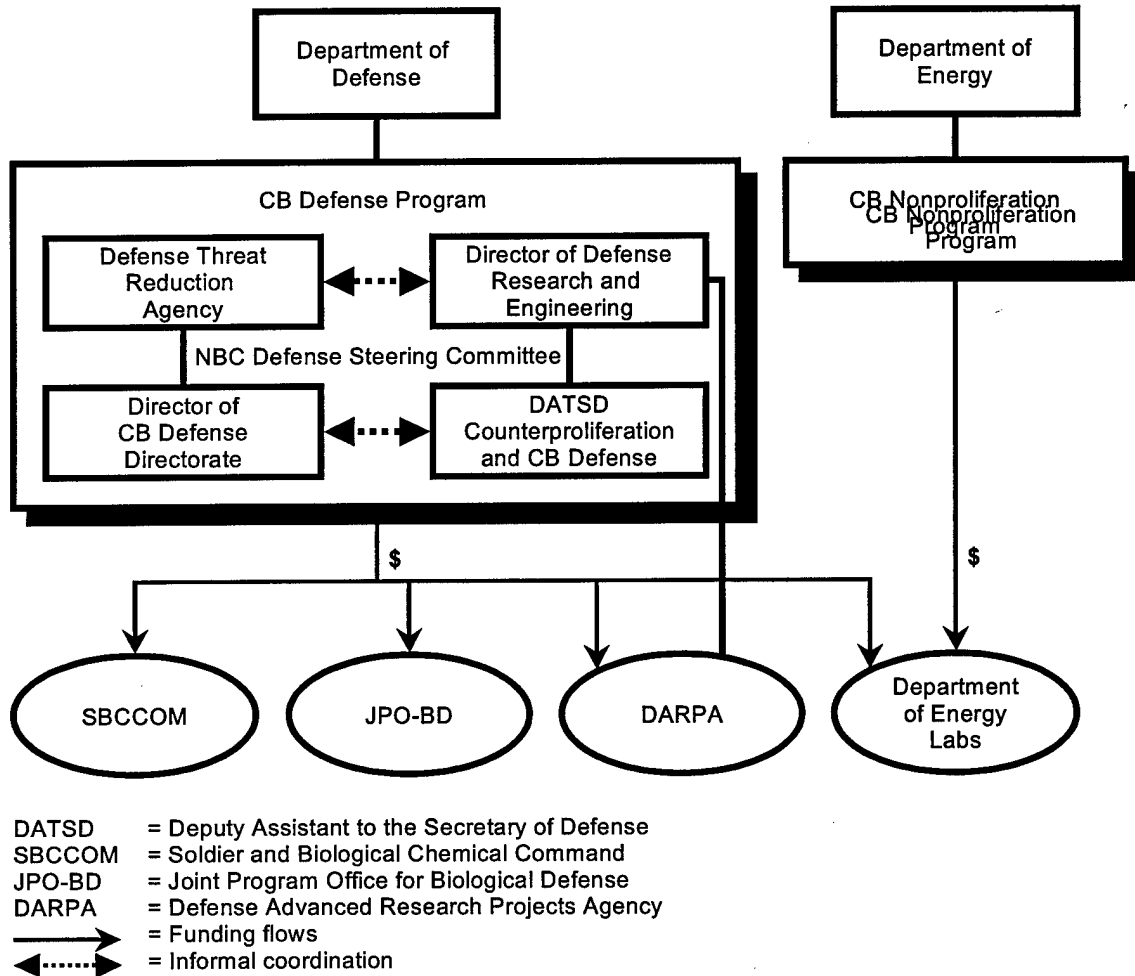 Department of
Defense
Department of
Energy
CB Defense Program
CB Nonproliferation
Program
CB Nonproliferation
Program
Defense Threat
Reduction
Agency
Director of Defense
Research and
Engineering
NBC Defense Steering Committee
Director of
CB Defense
Directorate
DATSD
Counterproliferation
and CB Defense
$
$
SBCCOM
JPO-BD
DARPA
Department
of Energy
Labs
DATSD = Deputy Assistant to the Secretary of Defense
SBCCOM = Soldier and Biological Chemical Command
JPO-BD = Joint Program Office for Biological Defense
DARPA = Defense Advanced Research Projects Agency
= Funding flows
= Informal coordination